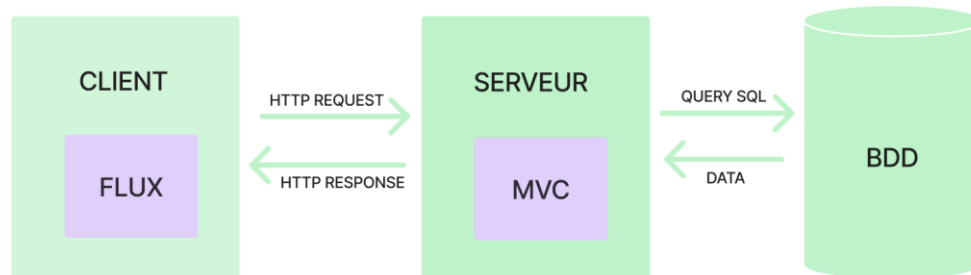 CLIENT
FLUX
HTTP REQUEST
HTTP RESPONSE
SERVEUR
MVC
QUERY SQL
DATA
BDD